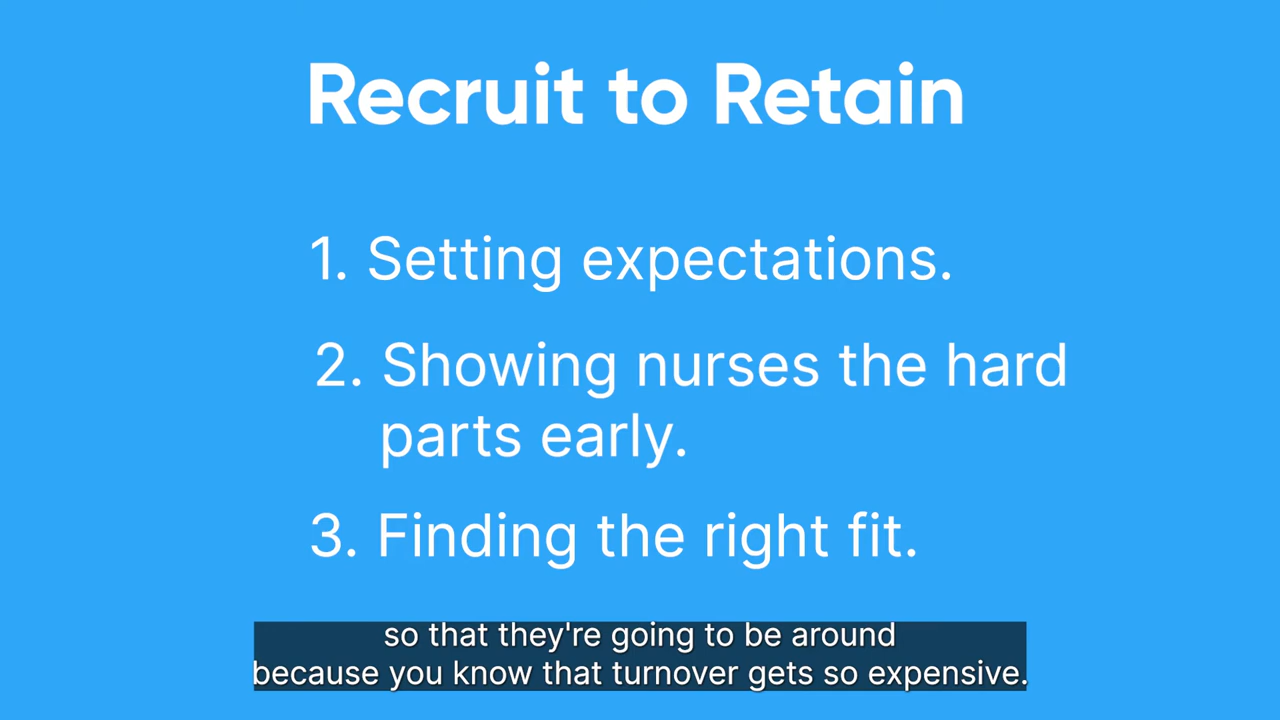 Recruit to Retain
1. Setting expectations.
2. Showing nurses the hard
parts early.
3. Finding the right fit.
so that they're going to be around
because you know that turnover gets so expensive.